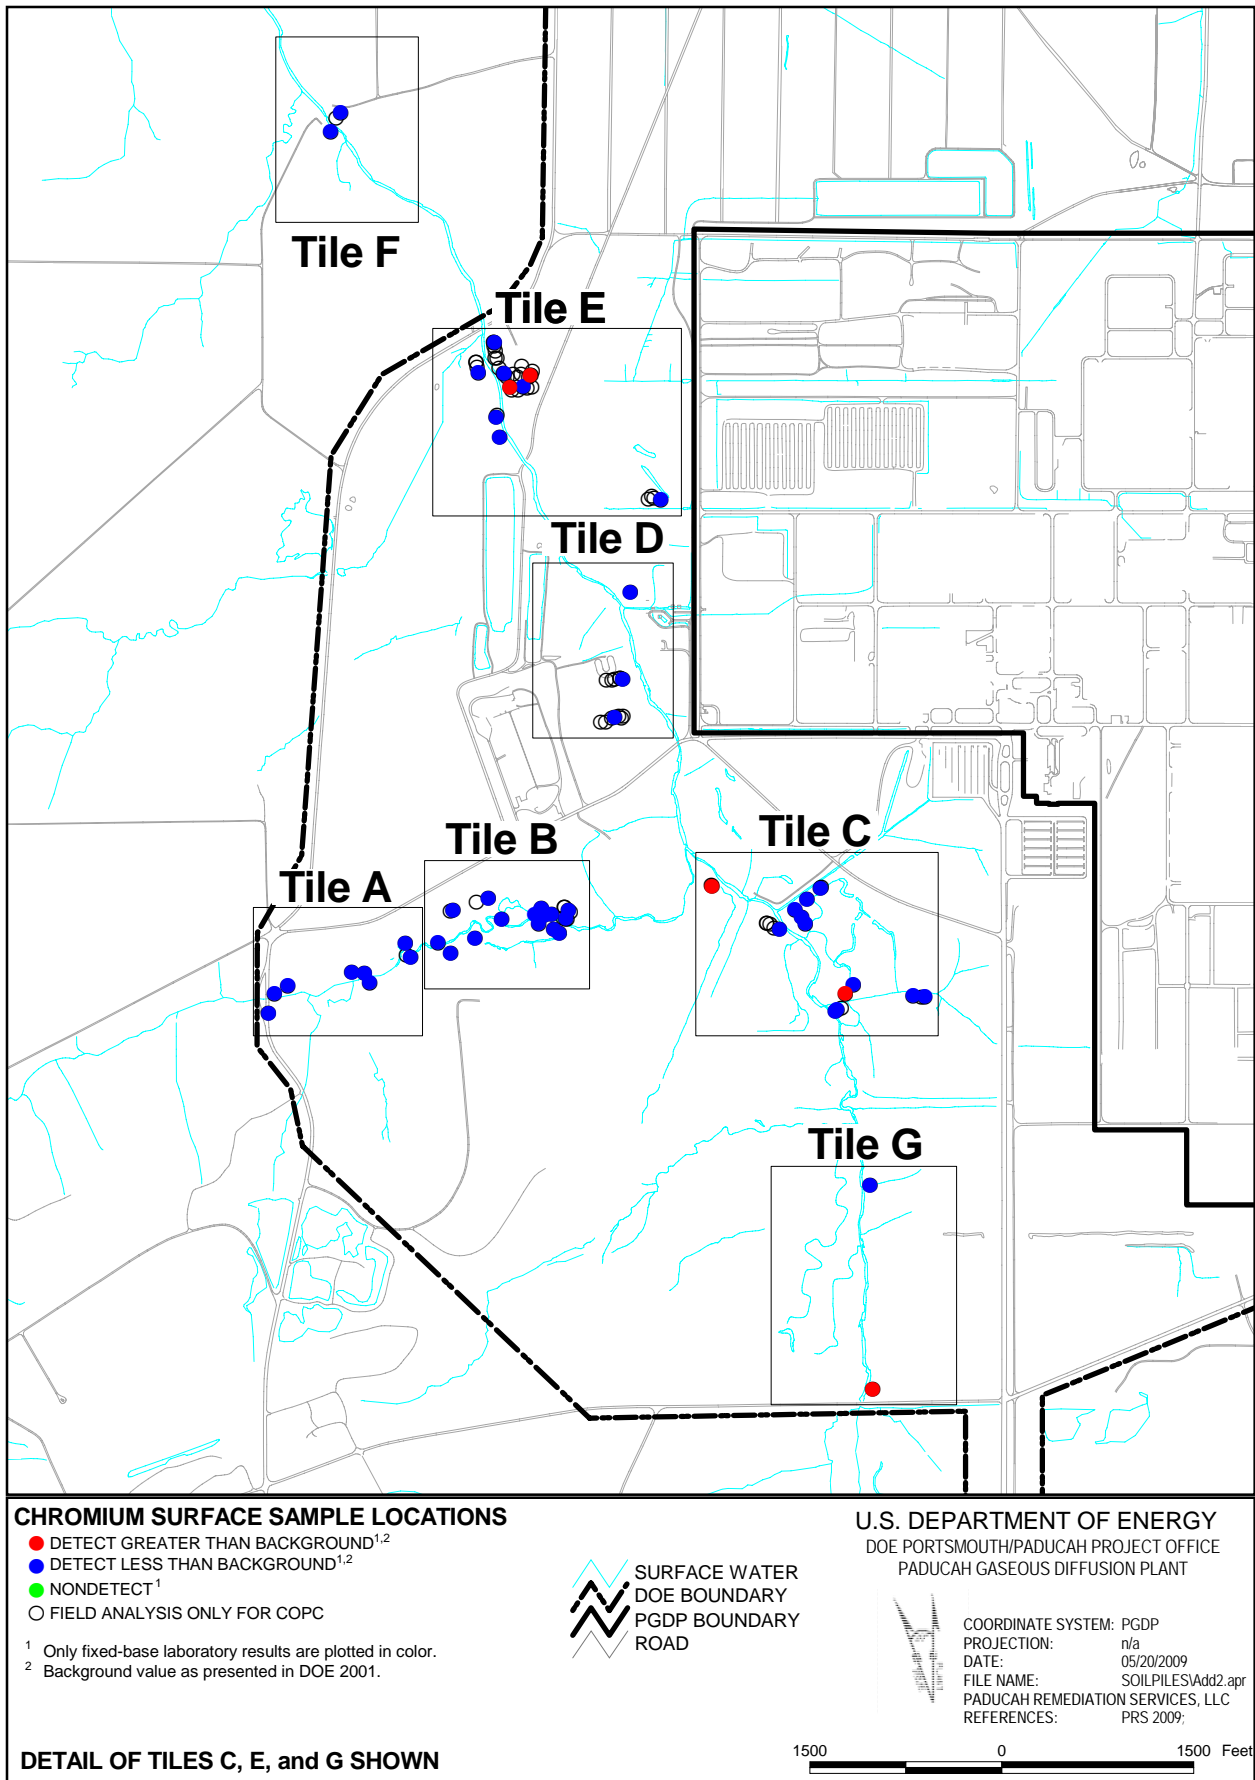 Tile F
Tile E
Tile D
Tile B
Tile C
Tile A
Tile G
CHROMIUM SURFACE SAMPLE LOCATIONS
DETECT GREATER THAN BACKGROUND1,2
DETECT LESS THAN BACKGROUND1,2
NONDETECT1
FIELD ANALYSIS ONLY FOR COPC
1 Only fixed-base laboratory results are plotted in color.
2 Background value as presented in DOE 2001.
DETAIL OF TILES C, E, and G SHOWN
SURFACE WATER
DOE BOUNDARY
PGDP BOUNDARY
ROAD
U.S. DEPARTMENT OF ENERGY
DOE PORTSMOUTH/PADUCAH PROJECT OFFICE
PADUCAH GASEOUS DIFFUSION PLANT
COORDINATE SYSTEM: PGDP
PROJECTION: n/a
DATE: 05/20/2009
FILE NAME: SOILPILES\Add2.apr
PADUCAH REMEDIATION SERVICES, LLC
REFERENCES: PRS 2009;
1500 0 1500 Feet